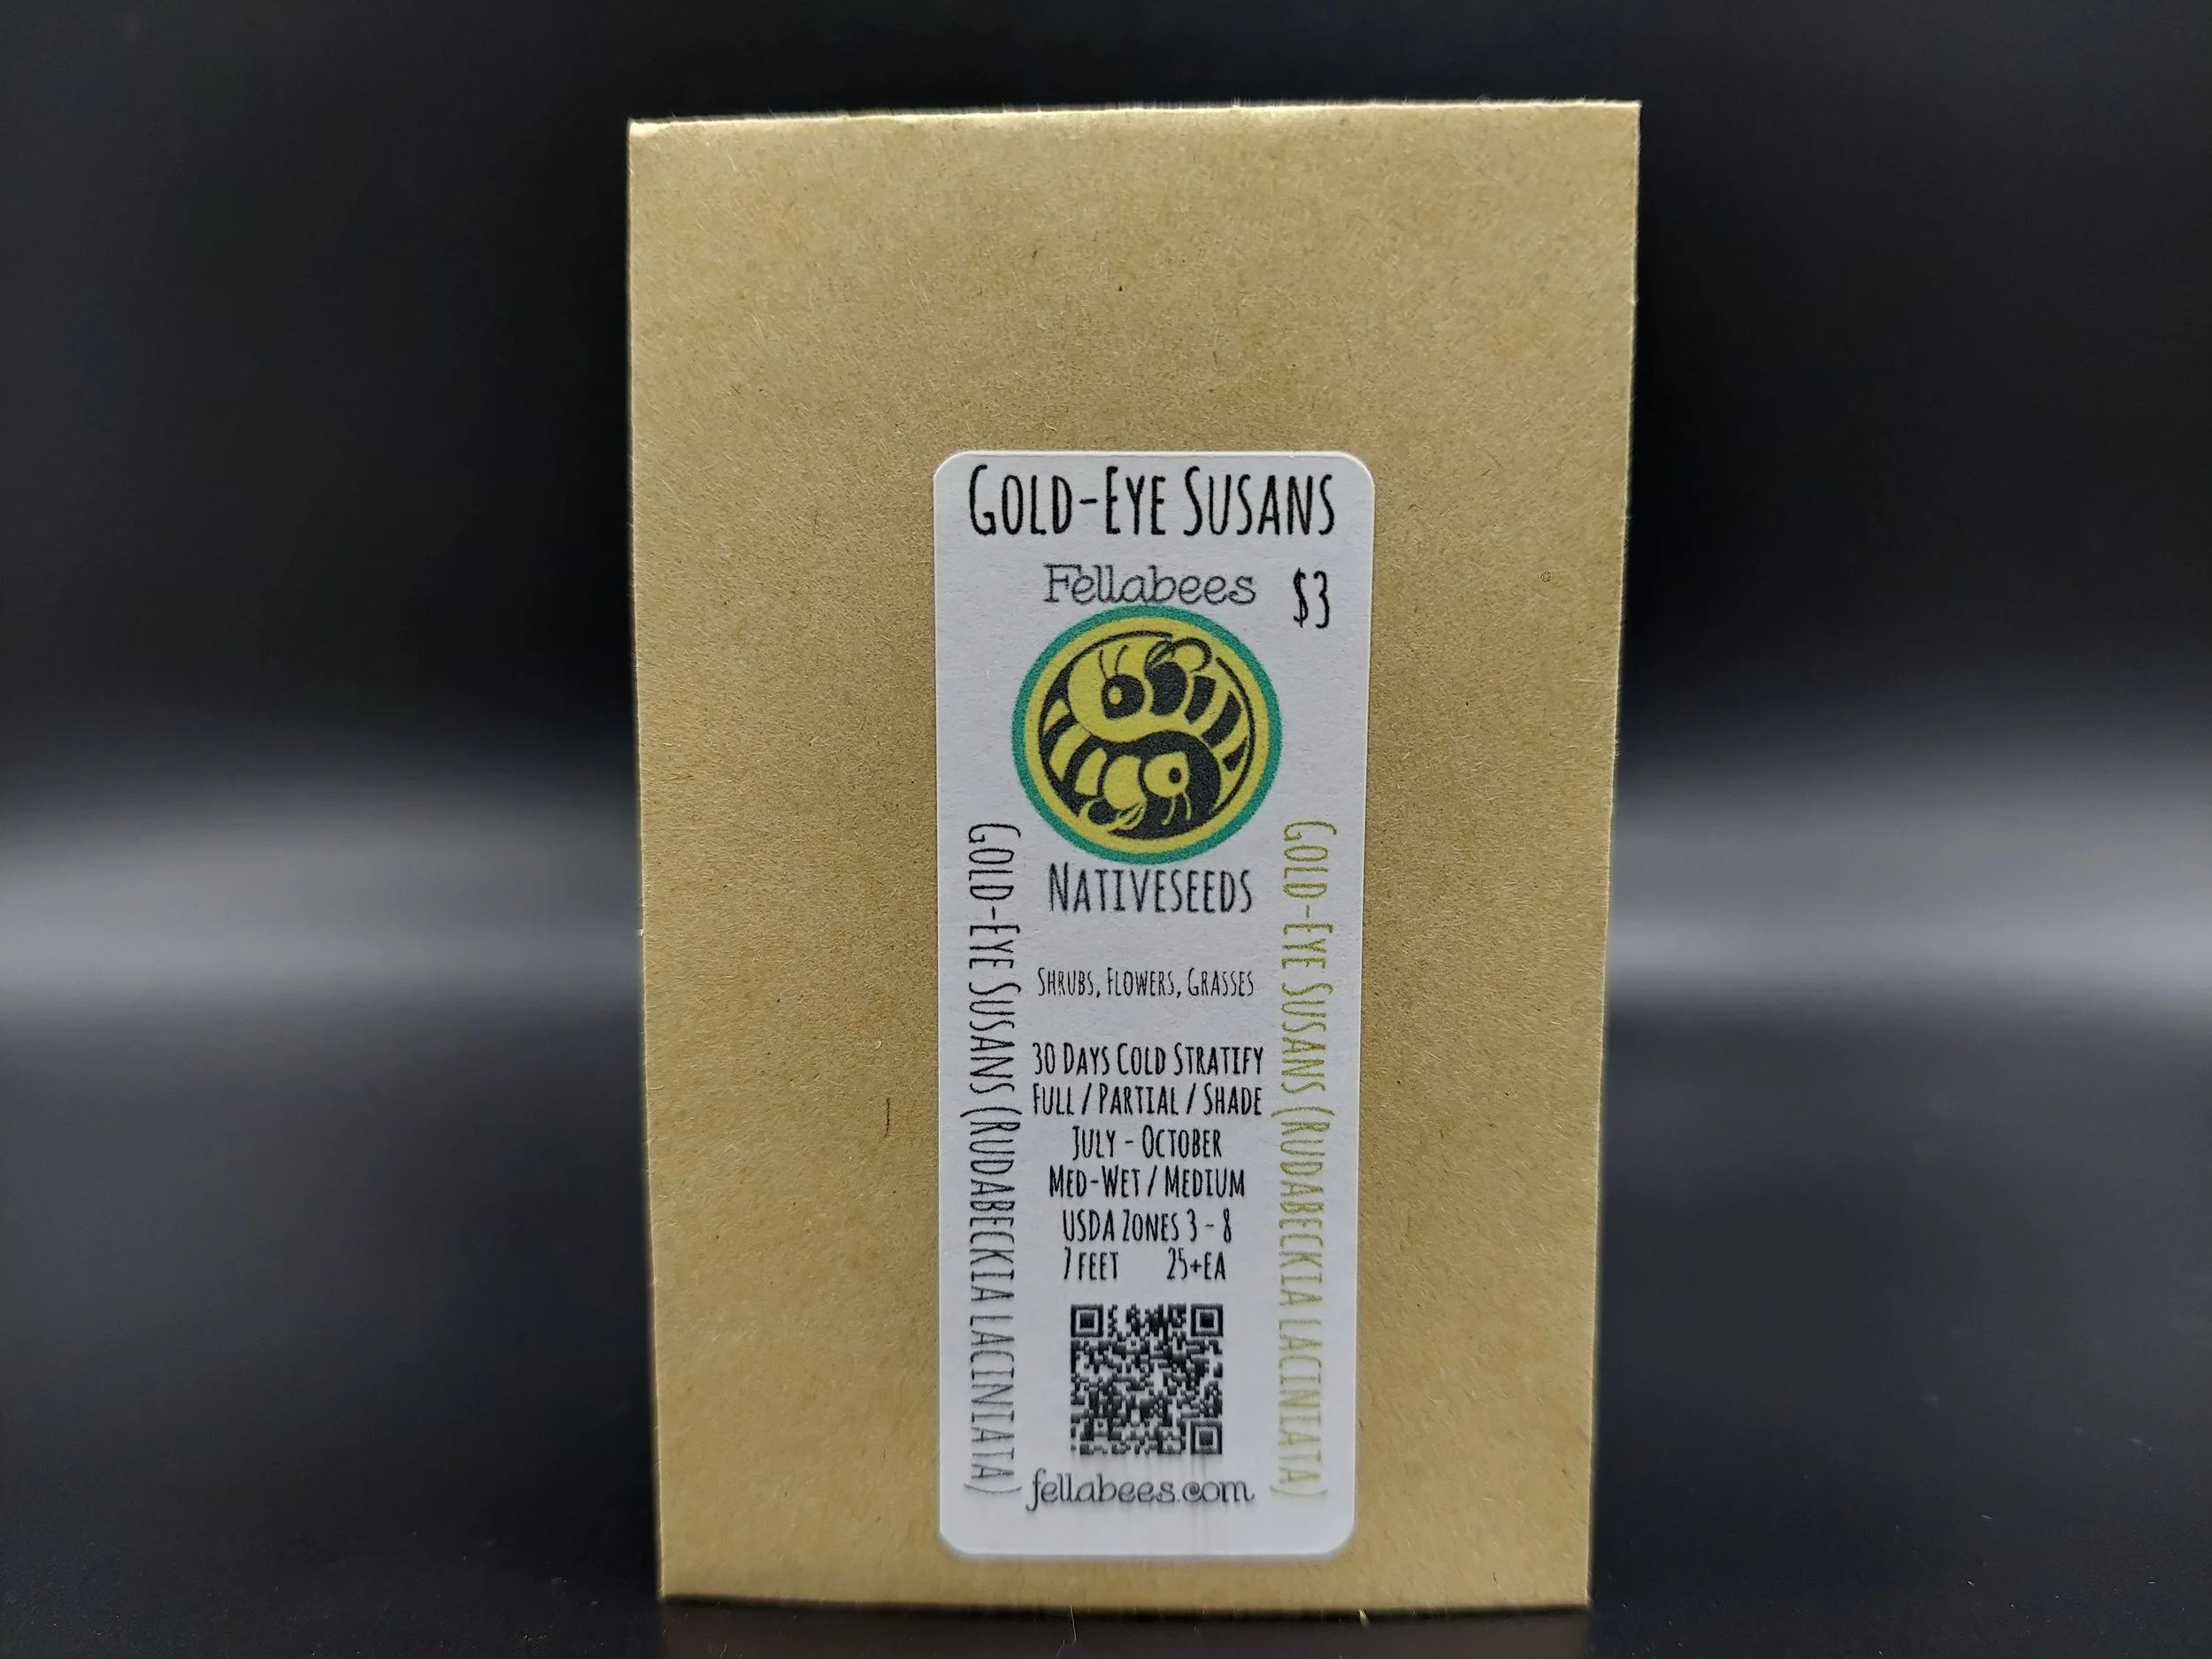 Gold-Eye Susans
Fellabees
$3
Nativeseeds
Shrubs, Flowers, Grasses
30 Days Cold Stratify
Full / Partial / Shade
July - October
Med-Wet / Medium
USDA Zones 3 - 8
7 feet 25+ea
fellabees.com
Gold-Eye Susans (Rudabeckia laciniata)
Gold-Eye Susans (Rudabeckia laciniata)